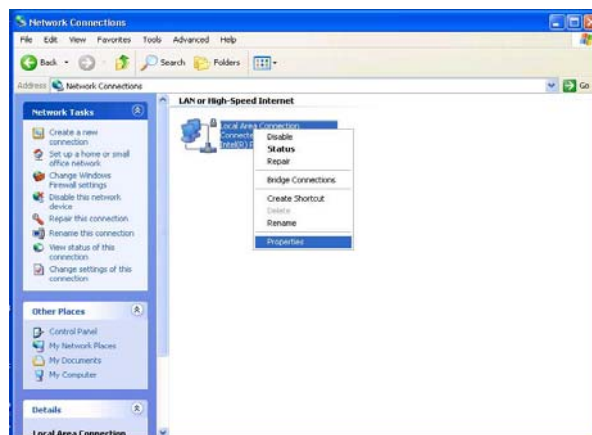 Network Connections
File Edit View Favorites Tools Advanced Help
Back Search Folders
Address Network Connections Go
Network Tasks
Create a new
connection
Set up a home or small
office network
Change Windows
Firewall settings
Disable this network
device
Repair this connection
Rename this connection
View status of this
connection
Change settings of this
connection
Other Places
Control Panel
My Network Places
My Documents
My Computer
Details
Local Area Connection
LAN or High-Speed Internet
Local Area Connection
Connecte
Intel(R) P
Disable
Status
Repair
Bridge Connections
Create Shortcut
Delete
Rename
Properties